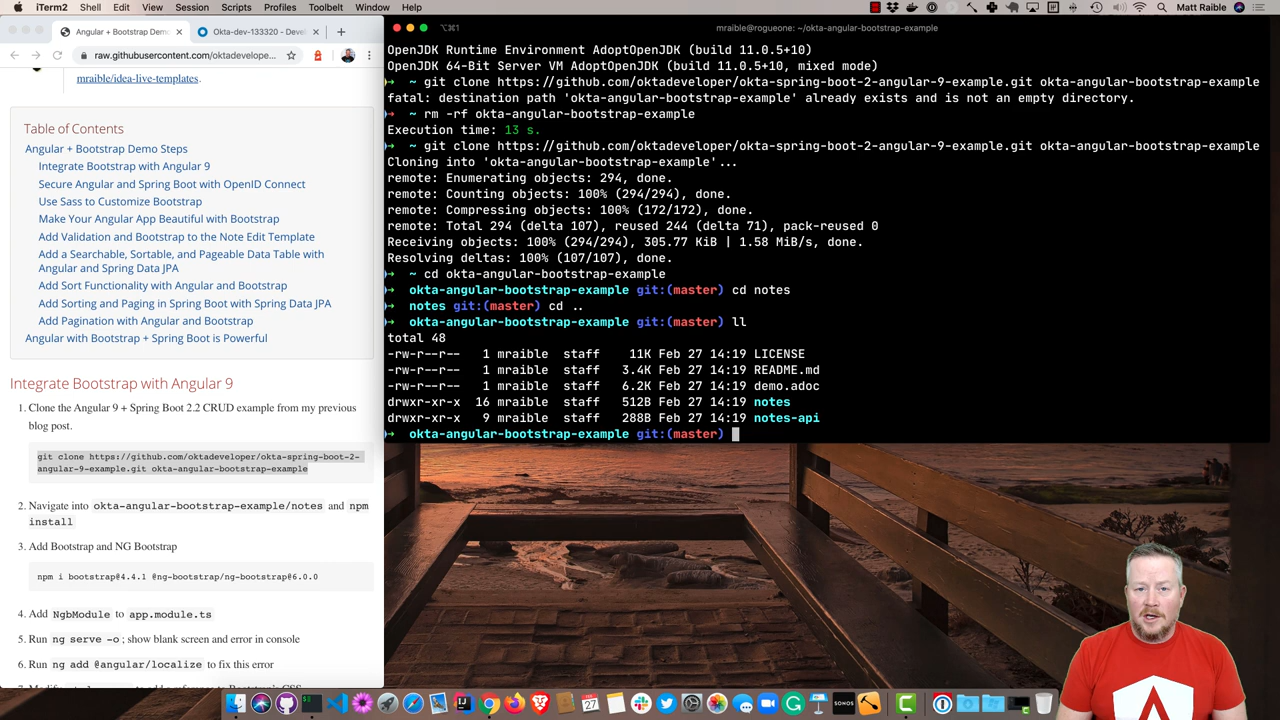 iTerm2 Shell Edit View Session Scripts Profiles Toolbelt Window Help
Matt Raible
Angular + Bootstrap Demo
Okta-dev-133320 - Devel
raw.githubusercontent.com/oktadevelope...
mraible/idea-live-templates.
Table of Contents
Angular + Bootstrap Demo Steps
Integrate Bootstrap with Angular 9
Secure Angular and Spring Boot with OpenID Connect
Use Sass to Customize Bootstrap
Make Your Angular App Beautiful with Bootstrap
Add Validation and Bootstrap to the Note Edit Template
Add a Searchable, Sortable, and Pageable Data Table with
Angular and Spring Data JPA
Add Sort Functionality with Angular and Bootstrap
Add Sorting and Paging in Spring Boot with Spring Data JPA
Add Pagination with Angular and Bootstrap
Angular with Bootstrap + Spring Boot is Powerful
Integrate Bootstrap with Angular 9
1. Clone the Angular 9 + Spring Boot 2.2 CRUD example from my previous
blog post.
git clone https://github.com/oktadeveloper/okta-spring-boot-2-
angular-9-example.git okta-angular-bootstrap-example
2. Navigate into okta-angular-bootstrap-example/notes and npm
install
3. Add Bootstrap and NG Bootstrap
npm i bootstrap@4.4.1 @ng-bootstrap/ng-bootstrap@6.0.0
4. Add NgbModule to app.module.ts
5. Run ng serve -o; show blank screen and error in console
6. Run ng add @angular/localize to fix this error
⌥⌘1 mraible@rogueone: ~/okta-angular-bootstrap-example
OpenJDK Runtime Environment AdoptOpenJDK (build 11.0.5+10)
OpenJDK 64-Bit Server VM AdoptOpenJDK (build 11.0.5+10, mixed mode)
➜ ~ git clone https://github.com/oktadeveloper/okta-spring-boot-2-angular-9-example.git okta-angular-bootstrap-example
fatal: destination path 'okta-angular-bootstrap-example' already exists and is not an empty directory.
➜ ~ rm -rf okta-angular-bootstrap-example
Execution time: 13 s.
➜ ~ git clone https://github.com/oktadeveloper/okta-spring-boot-2-angular-9-example.git okta-angular-bootstrap-example
Cloning into 'okta-angular-bootstrap-example'...
remote: Enumerating objects: 294, done.
remote: Counting objects: 100% (294/294), done.
remote: Compressing objects: 100% (172/172), done.
remote: Total 294 (delta 107), reused 244 (delta 71), pack-reused 0
Receiving objects: 100% (294/294), 305.77 KiB | 1.58 MiB/s, done.
Resolving deltas: 100% (107/107), done.
➜ ~ cd okta-angular-bootstrap-example
➜ okta-angular-bootstrap-example git:(master) cd notes
➜ notes git:(master) cd ..
➜ okta-angular-bootstrap-example git:(master) ll
total 48
-rw-r--r-- 1 mraible staff 11K Feb 27 14:19 LICENSE
-rw-r--r-- 1 mraible staff 3.4K Feb 27 14:19 README.md
-rw-r--r-- 1 mraible staff 6.2K Feb 27 14:19 demo.adoc
drwxr-xr-x 16 mraible staff 512B Feb 27 14:19 notes
drwxr-xr-x 9 mraible staff 288B Feb 27 14:19 notes-api
➜ okta-angular-bootstrap-example git:(master)
27
SONOS